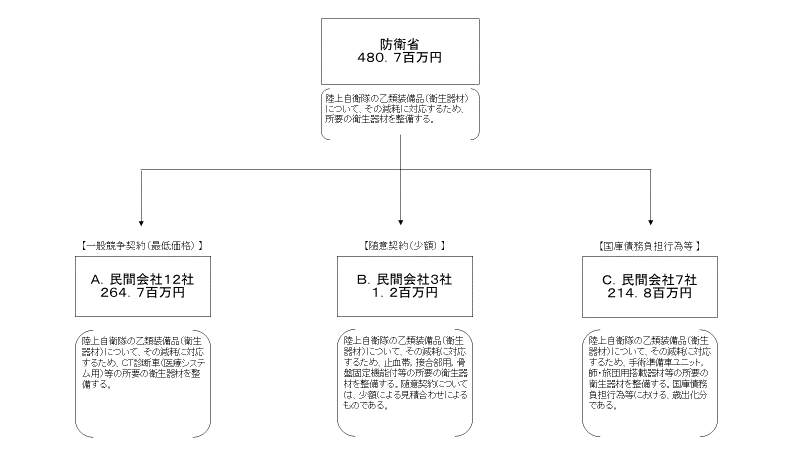 防衛省
480．7百万円
陸上自衛隊の乙類装備品（衛生器材）
について、その減耗に対応するため、
所要の衛生器材を整備する。
【一般競争契約（最低価格）】
A．民間会社12社
264．7百万円
陸上自衛隊の乙類装備品（衛生
器材）について、その減耗に対応
するため、CT診断車（医療システ
ム用）等の所要の衛生器材を整
備する。
【随意契約（少額）】
B．民間会社3社
1．2百万円
陸上自衛隊の乙類装備品（衛生
器材）について、その減耗に対応
するため、止血帯，接合部用，骨
盤固定機能付等の所要の衛生器
材を整備する。随意契約について
は、少額による見積合わせによる
ものである。
【国庫債務負担行為等】
C．民間会社7社
214．8百万円
陸上自衛隊の乙類装備品（衛生
器材）について、その減耗に対応
するため、手術準備車ユニット，
師・旅団用搭載器材等の所要の
衛生器材を整備する。国庫債務
負担行為等における、歳出化分
である。